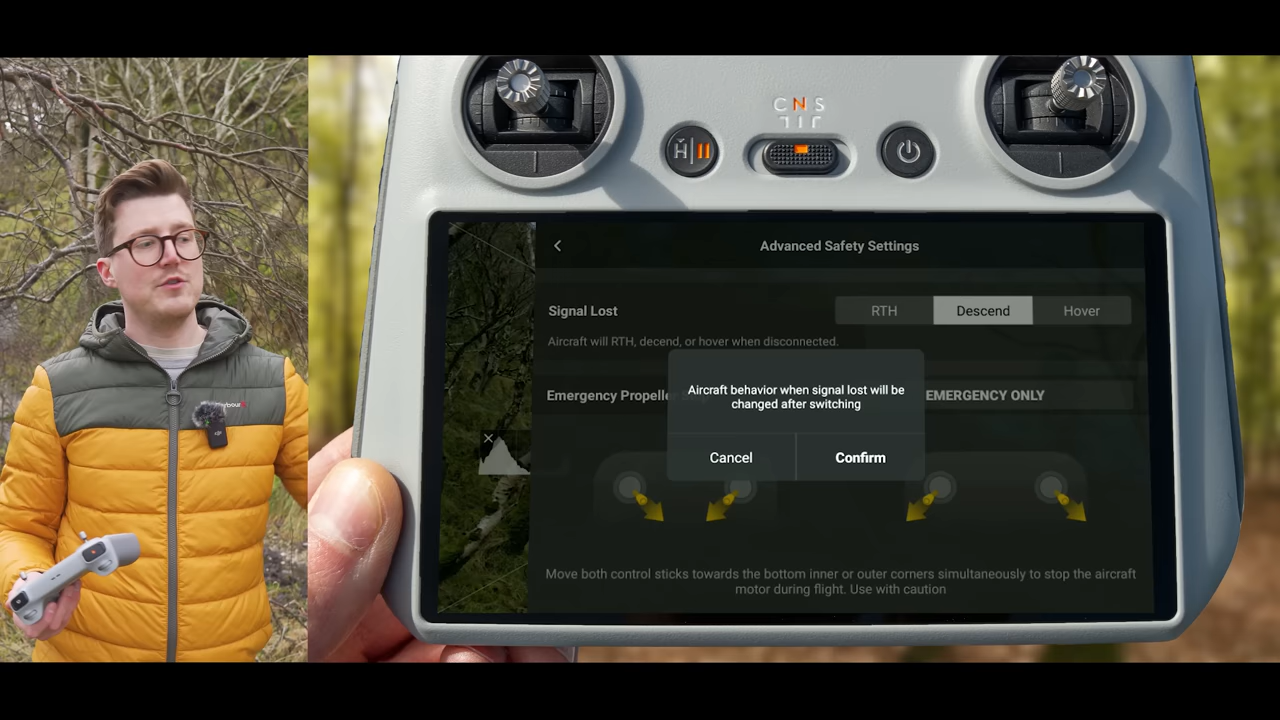 C N S
Advanced Safety Settings
Signal Lost
RTH
Descend
Hover
Aircraft will RTH, decend, or hover when disconnected.
Aircraft behavior when signal lost will be
changed after switching
Emergency Propeller
EMERGENCY ONLY
Cancel
Confirm
Move both control sticks towards the bottom inner or outer corners simultaneously to stop the aircraft
motor during flight. Use with caution